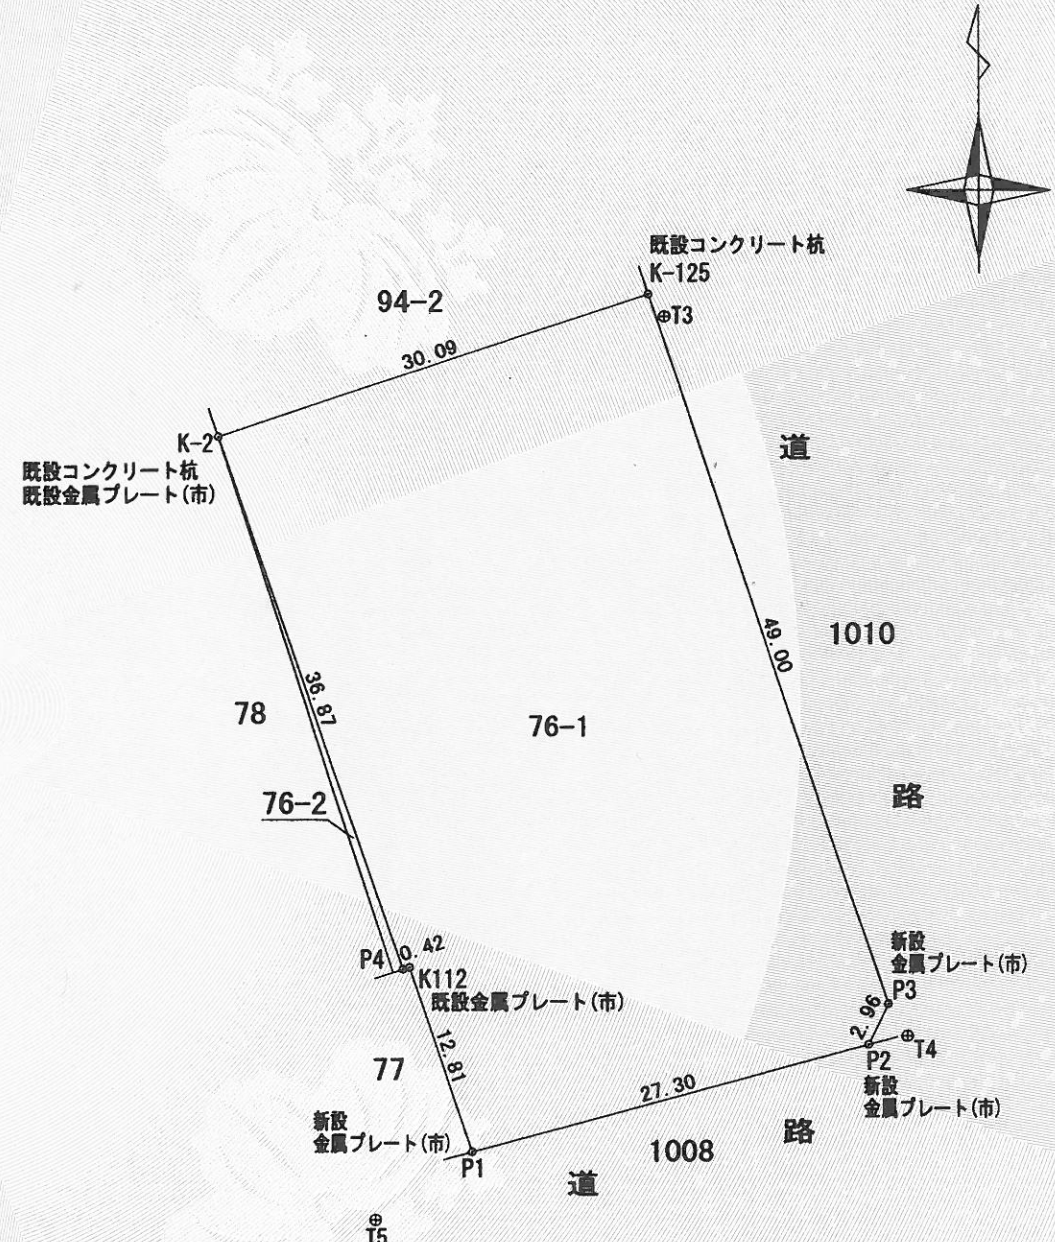 既設コンクリート杭
K-125
94-2
T3
30.09
K-2
既設コンクリート杭
既設金属プレート(市)
道
49.00
1010
36.87
78
76-1
76-2
路
新設
金属プレート(市)
P3
P4
0.42
K112
既設金属プレート(市)
2.96
T4
P2
新設
金属プレート(市)
12.81
77
27.30
新設
金属プレート(市)
P1
1008
路
道
T5